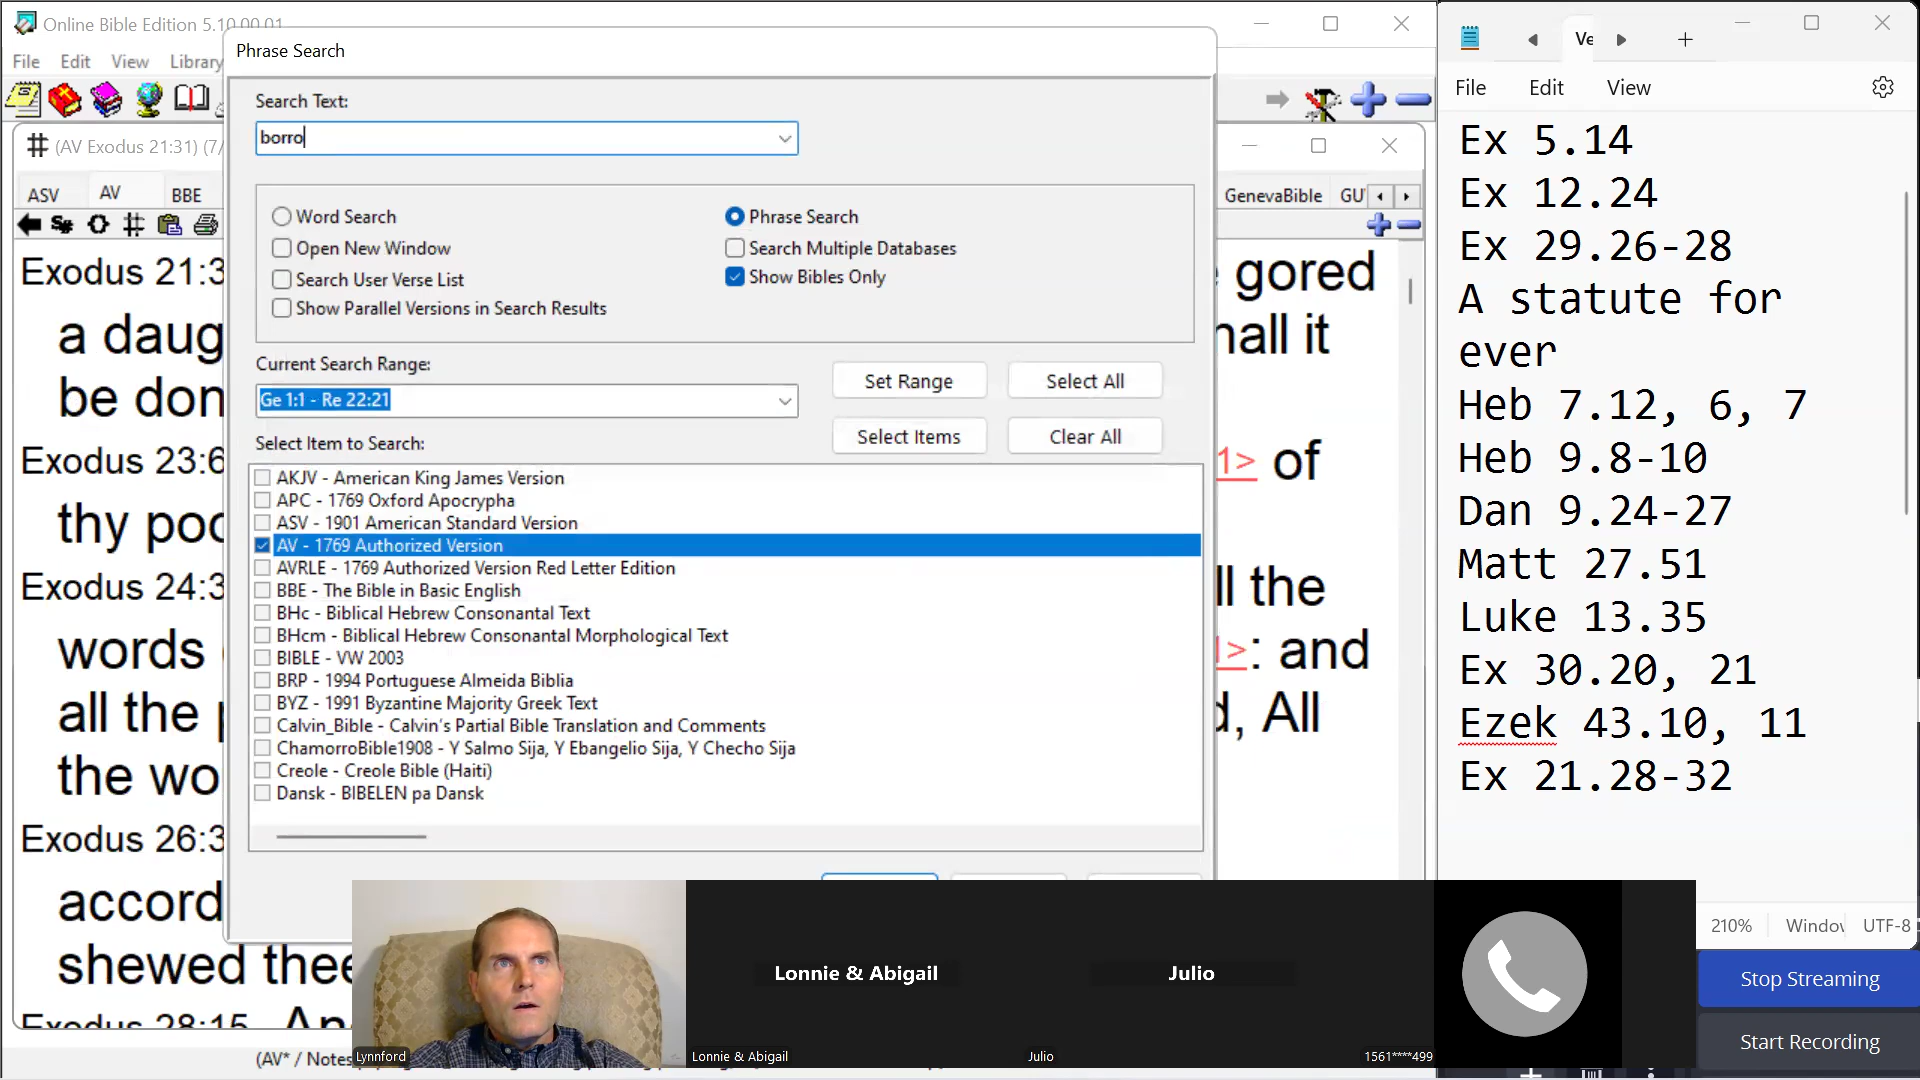 Online Bible Edition 5.10.00.01
File Edit View Library
(AV Exodus 21:31) (7/
ASV AV BBE
Exodus 21:3
a daug
be don
Exodus 23:6
thy poo
Exodus 24:3
words
all the
the wo
Exodus 26:3
accord
shewed thee
Exodus 28:15 An
(AV* / Notes
Phrase Search
Search Text:
borro
Word Search
Phrase Search
Open New Window
Search Multiple Databases
Search User Verse List
Show Bibles Only
Show Parallel Versions in Search Results
Current Search Range:
Ge 1:1 - Re 22:21
Set Range
Select All
Select Items
Clear All
Select Item to Search:
AKJV - American King James Version
APC - 1769 Oxford Apocrypha
ASV - 1901 American Standard Version
AV - 1769 Authorized Version
AVRLE - 1769 Authorized Version Red Letter Edition
BBE - The Bible in Basic English
BHc - Biblical Hebrew Consonantal Text
BHcm - Biblical Hebrew Consonantal Morphological Text
BIBLE - VW 2003
BRP - 1994 Portuguese Almeida Biblia
BYZ - 1991 Byzantine Majority Greek Text
Calvin_Bible - Calvin's Partial Bible Translation and Comments
ChamorroBible1908 - Y Salmo Sija, Y Ebangelio Sija, Y Checho Sija
Creole - Creole Bible (Haiti)
Dansk - BIBELEN pa Dansk
GenevaBible GU
gored
hall it
1> of
ll the
1>: and
d, All
Ve
File Edit View
Ex 5.14
Ex 12.24
Ex 29.26-28
A statute for
ever
Heb 7.12, 6, 7
Heb 9.8-10
Dan 9.24-27
Matt 27.51
Luke 13.35
Ex 30.20, 21
Ezek 43.10, 11
Ex 21.28-32
210% Window UTF-8
Stop Streaming
Start Recording
Lynnford
Lonnie & Abigail
Lonnie & Abigail
Julio
Julio
1561****499